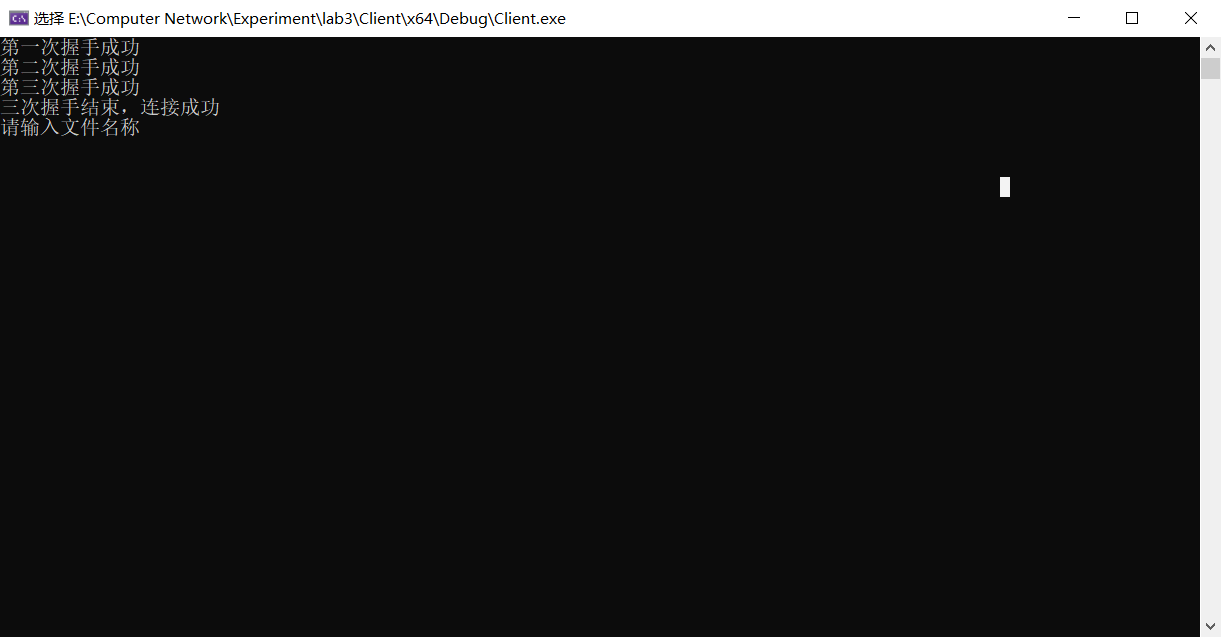 选择 E:\Computer Network\Experiment\lab3\Client\x64\Debug\Client.exe
第一次握手成功
第二次握手成功
第三次握手成功
三次握手结束，连接成功
请输入文件名称